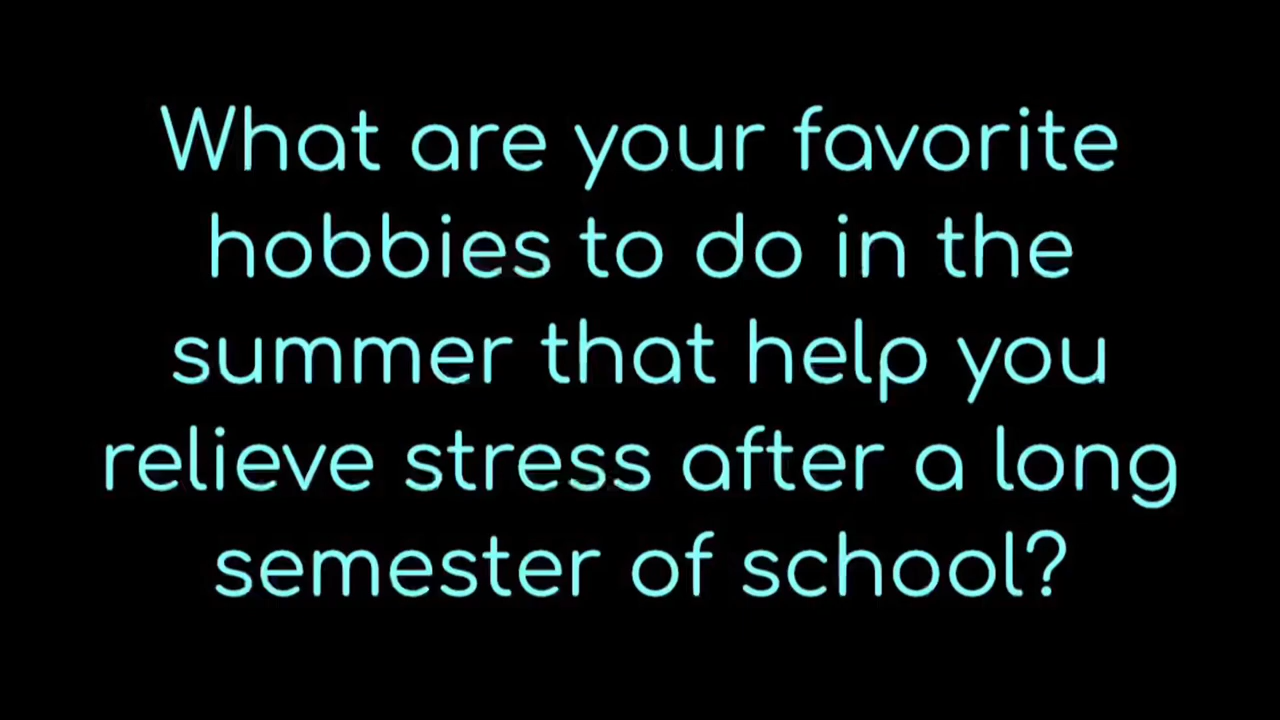 What are your favorite
hobbies to do in the
summer that help you
relieve stress after a long
semester of school?